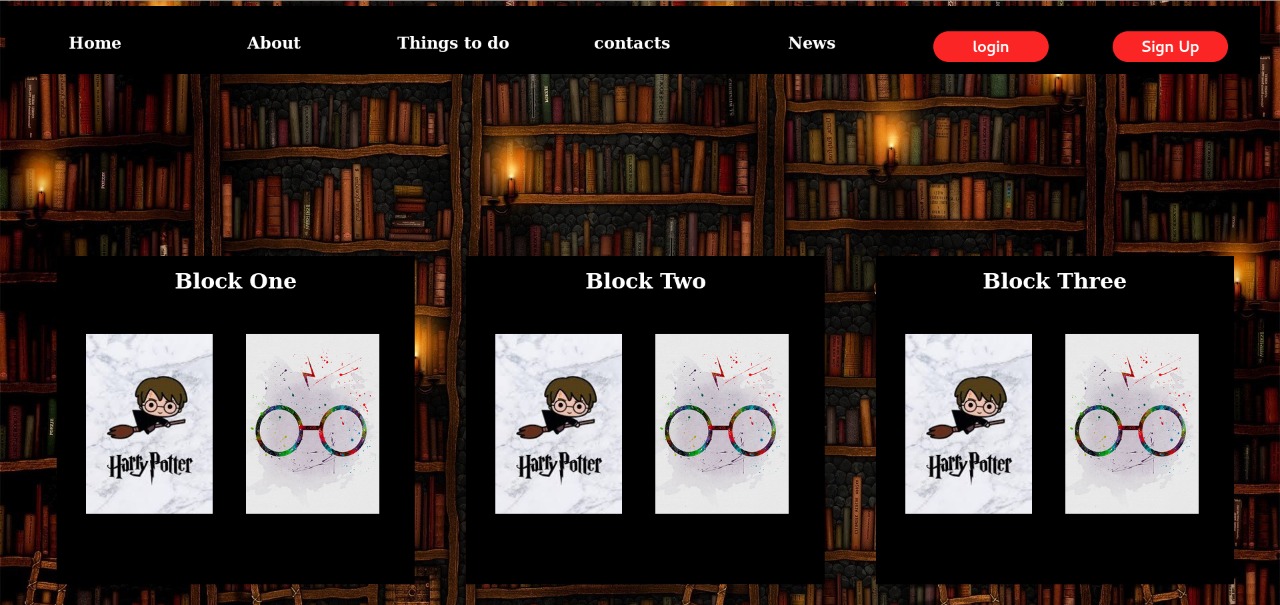 Home
About
Things to do
contacts
News
login
Sign Up
Block One
Block Two
Block Three
Harry Potter
Harry Potter
Harry Potter